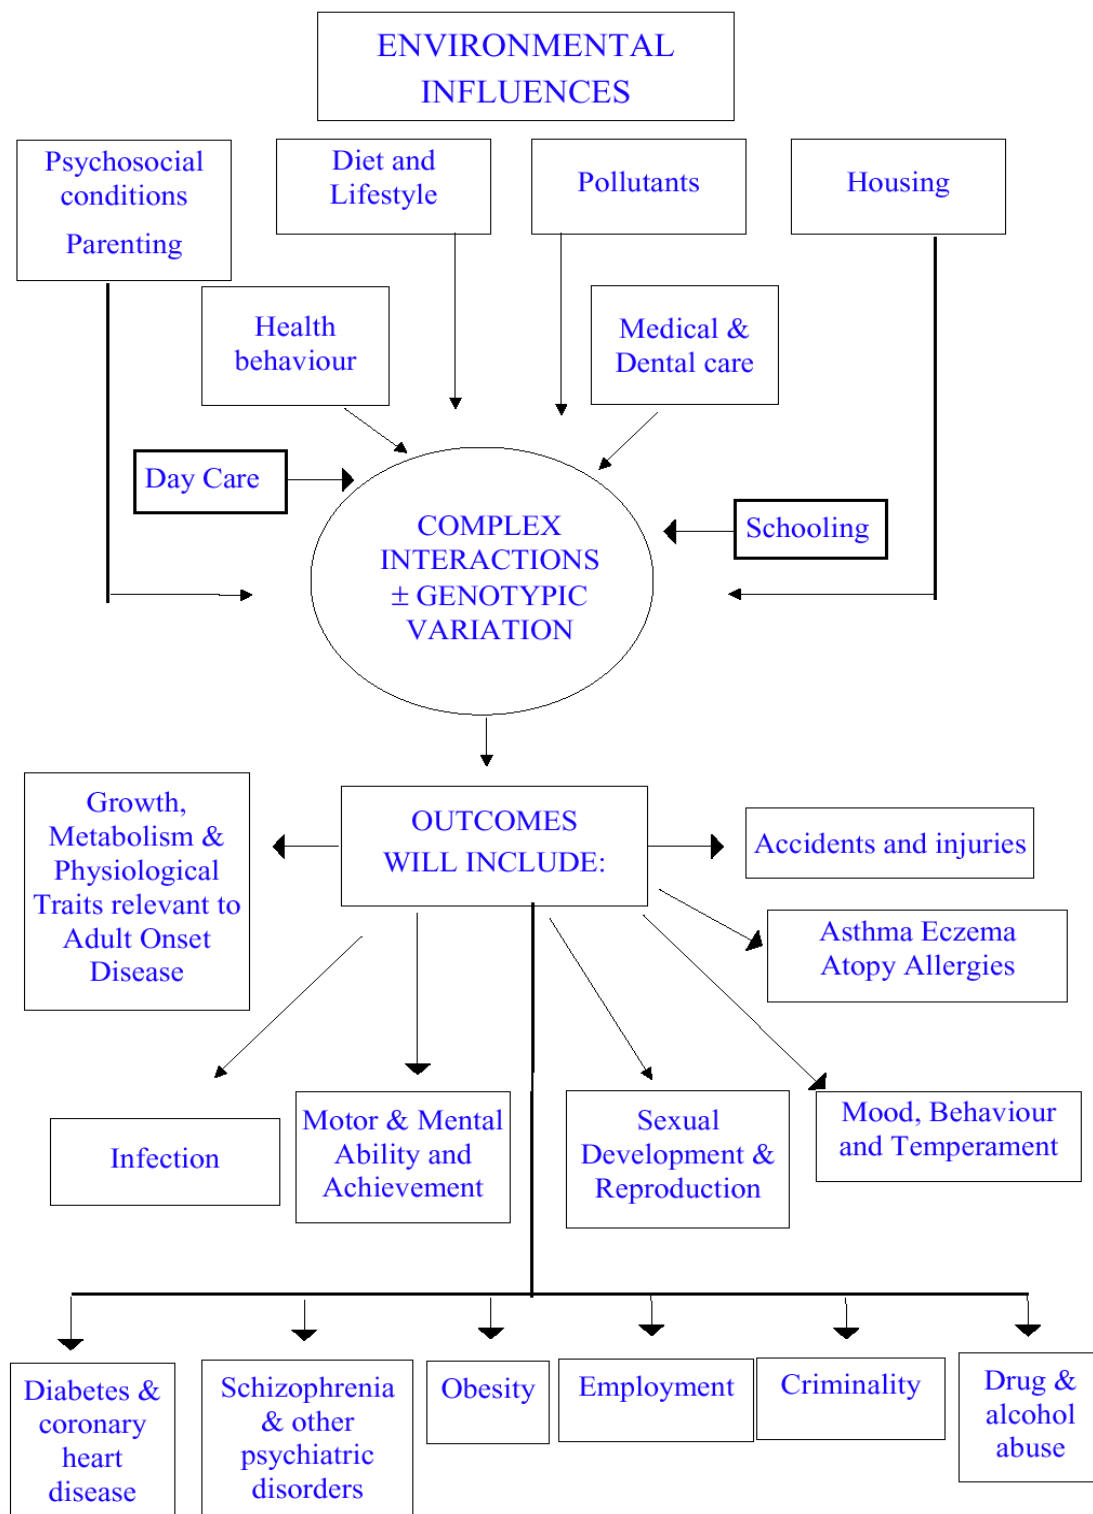 ENVIRONMENTAL
INFLUENCES
Psychosocial
conditions
Parenting
Diet and
Lifestyle
Pollutants
Housing
Health
behaviour
Medical &
Dental care
Day Care
Schooling
COMPLEX
INTERACTIONS
± GENOTYPIC
VARIATION
OUTCOMES
WILL INCLUDE:
Growth,
Metabolism &
Physiological
Traits relevant to
Adult Onset
Disease
Accidents and injuries
Asthma Eczema
Atopy Allergies
Infection
Motor & Mental
Ability and
Achievement
Sexual
Development &
Reproduction
Mood, Behaviour
and Temperament
Diabetes &
coronary
heart
disease
Schizophrenia
& other
psychiatric
disorders
Obesity
Employment
Criminality
Drug &
alcohol
abuse